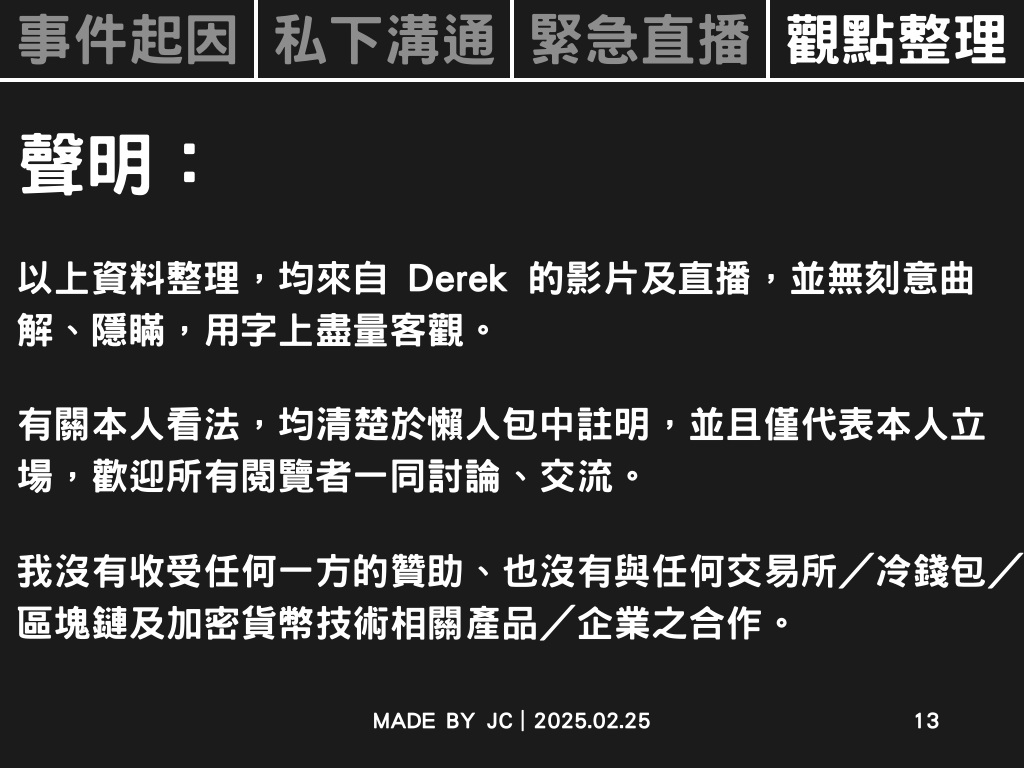 事件起因 私下溝通 緊急直播 觀點整理
聲明：
以上資料整理，均來自 Derek 的影片及直播，並無刻意曲
解、隱瞞，用字上盡量客觀。
有關本人看法，均清楚於懶人包中註明，並且僅代表本人立
場，歡迎所有閱覽者一同討論、交流。
我沒有收受任何一方的贊助、也沒有與任何交易所／冷錢包／
區塊鏈及加密貨幣技術相關產品／企業之合作。
MADE BY JC | 2025.02.25
13